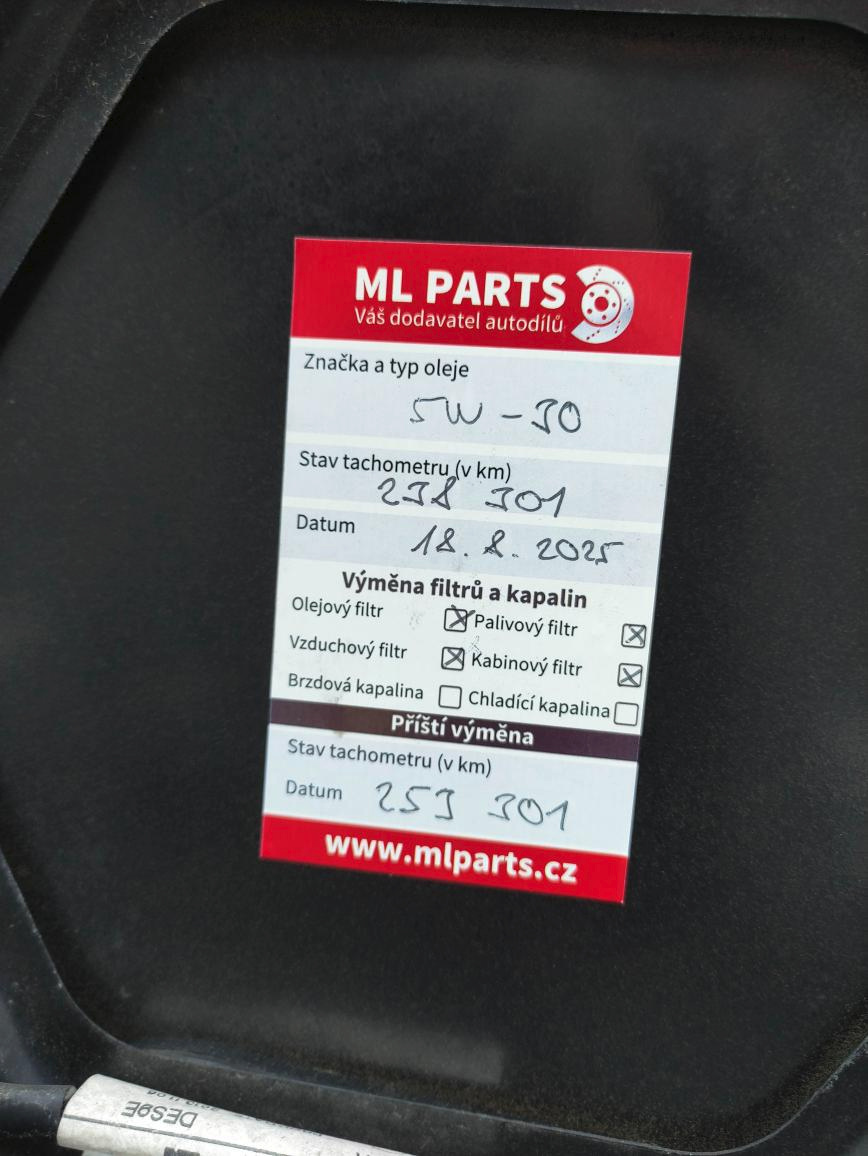 ML PARTS
Váš dodavatel autodílů
Značka a typ oleje
5W-30
Stav tachometru (v km)
238 301
Datum
18. 8. 2025
Výměna filtrů a kapalin
Olejový filtr Palivový filtr
Vzduchový filtr Kabinový filtr
Brzdová kapalina Chladící kapalina
Příští výměna
Stav tachometru (v km)
Datum 253 301
www.mlparts.cz
DES9E